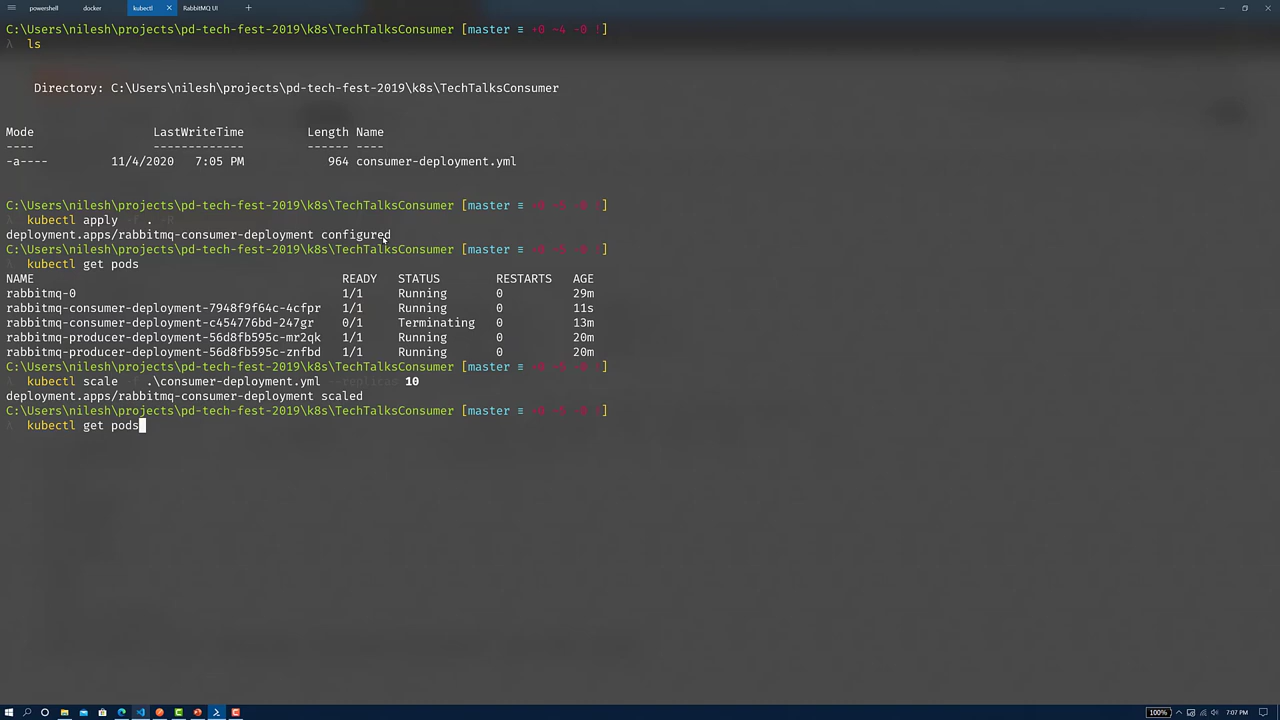 powershell docker kubectl RabbitMQ UI
C:\Users\nilesh\projects\pd-tech-fest-2019\k8s\TechTalksConsumer [master ≡ +0 ~4 -0 !]
λ ls
Directory: C:\Users\nilesh\projects\pd-tech-fest-2019\k8s\TechTalksConsumer
Mode LastWriteTime Length Name
---- ------------- ------ ----
-a---- 11/4/2020 7:05 PM 964 consumer-deployment.yml
C:\Users\nilesh\projects\pd-tech-fest-2019\k8s\TechTalksConsumer [master ≡ +0 ~4 -0 !]
λ kubectl apply -f . -R
deployment.apps/rabbitmq-consumer-deployment configured
C:\Users\nilesh\projects\pd-tech-fest-2019\k8s\TechTalksConsumer [master ≡ +0 ~4 -0 !]
λ kubectl get pods
NAME READY STATUS RESTARTS AGE
rabbitmq-0 1/1 Running 0 29m
rabbitmq-consumer-deployment-7948f9f64c-4cfpr 1/1 Running 0 11s
rabbitmq-consumer-deployment-c454776bd-247gr 0/1 Terminating 0 13m
rabbitmq-producer-deployment-56d8fb595c-mr2qk 1/1 Running 0 20m
rabbitmq-producer-deployment-56d8fb595c-znfbd 1/1 Running 0 20m
C:\Users\nilesh\projects\pd-tech-fest-2019\k8s\TechTalksConsumer [master ≡ +0 ~4 -0 !]
λ kubectl scale -f .\consumer-deployment.yml --replicas 10
deployment.apps/rabbitmq-consumer-deployment scaled
C:\Users\nilesh\projects\pd-tech-fest-2019\k8s\TechTalksConsumer [master ≡ +0 ~4 -0 !]
λ kubectl get pods
100% 7:07 PM